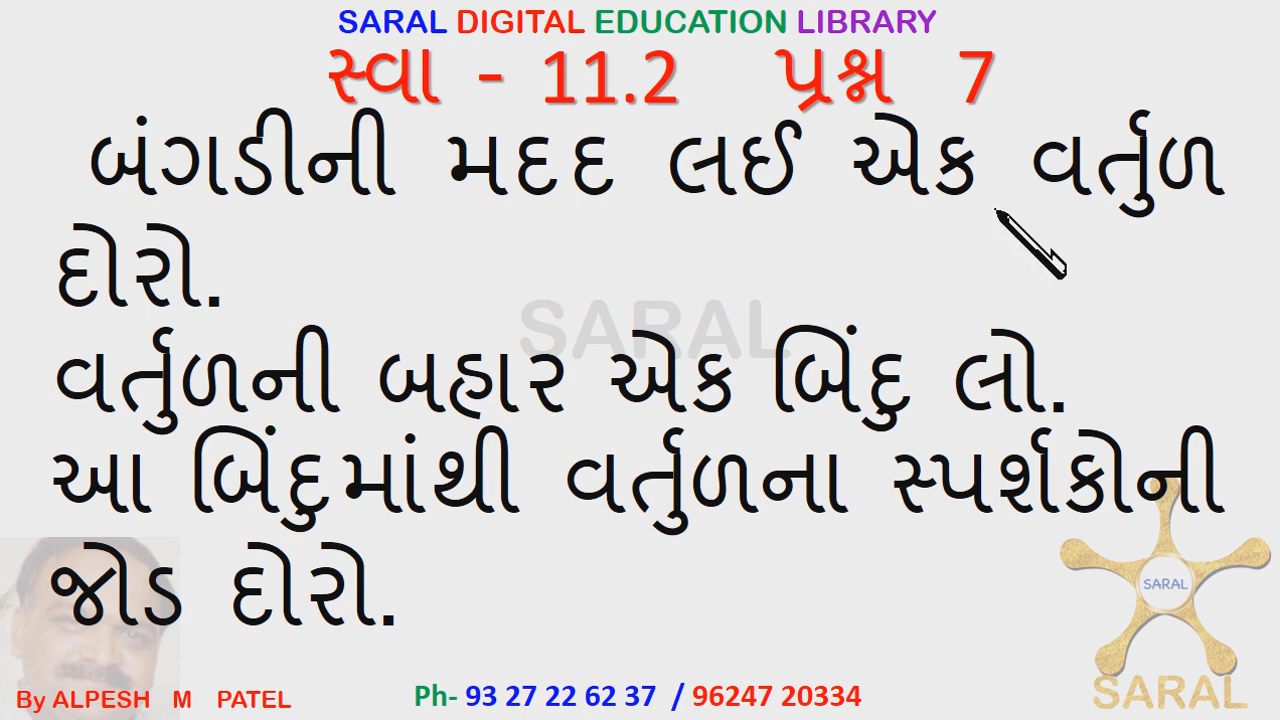 SARAL DIGITAL EDUCATION LIBRARY
સ્વા - 11.2 પ્રશ્ન 7
બંગડીની મદદ લઈ એક વર્તુળ
દોરો.
SARAL
વર્તુળની બહાર એક બિંદુ લો.
આ બિંદુમાંથી વર્તુળના સ્પર્શકોની
જોડ દોરો.
SARAL
SARAL
By ALPESH M PATEL
Ph- 93 27 22 62 37 / 96247 20334